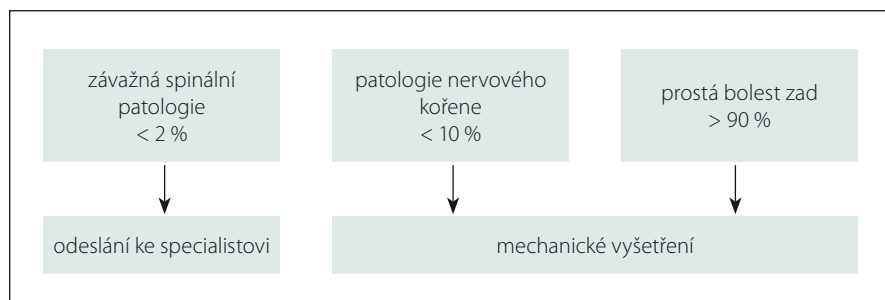 závažná spinální
patologie
< 2 %
patologie nervového
kořene
< 10 %
prostá bolest zad
> 90 %
odeslání ke specialistovi
mechanické vyšetření